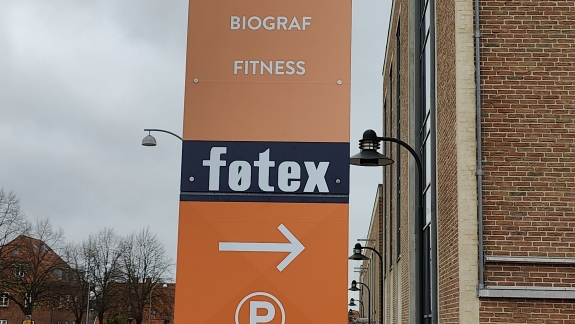 BIOGRAF
FITNESS
føtex
P